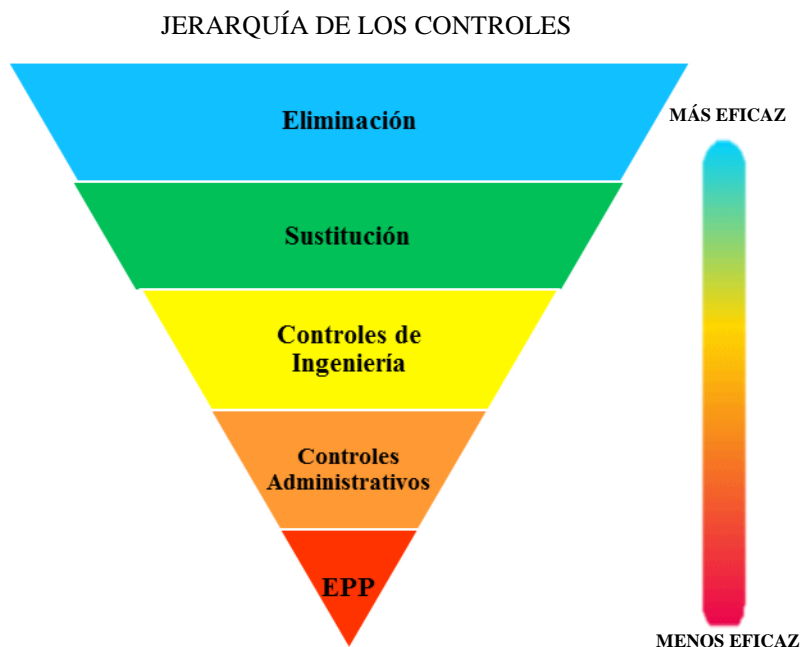 JERARQUÍA DE LOS CONTROLES
Eliminación
MÁS EFICAZ
Sustitución
Controles de
Ingeniería
Controles
Administrativos
EPP
MENOS EFICAZ